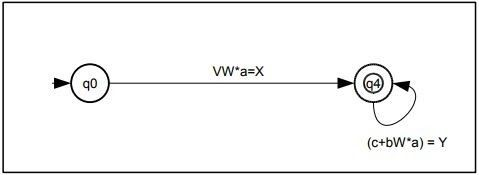 VW*a=X
q0
q4
(c+bW*a) = Y